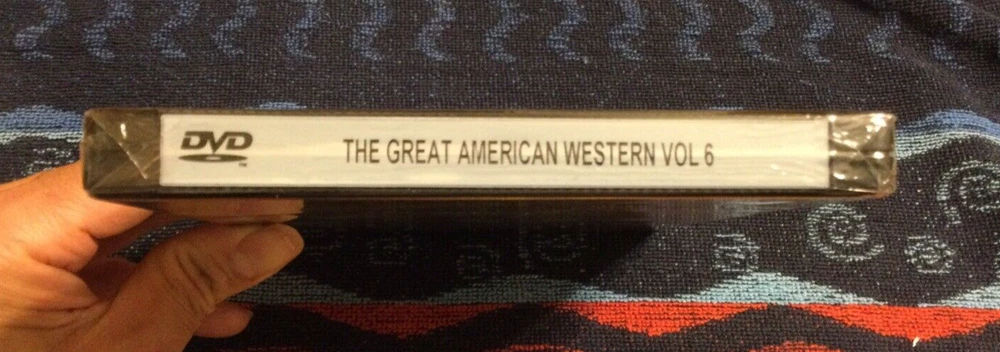 DVD
THE GREAT AMERICAN WESTERN VOL 6